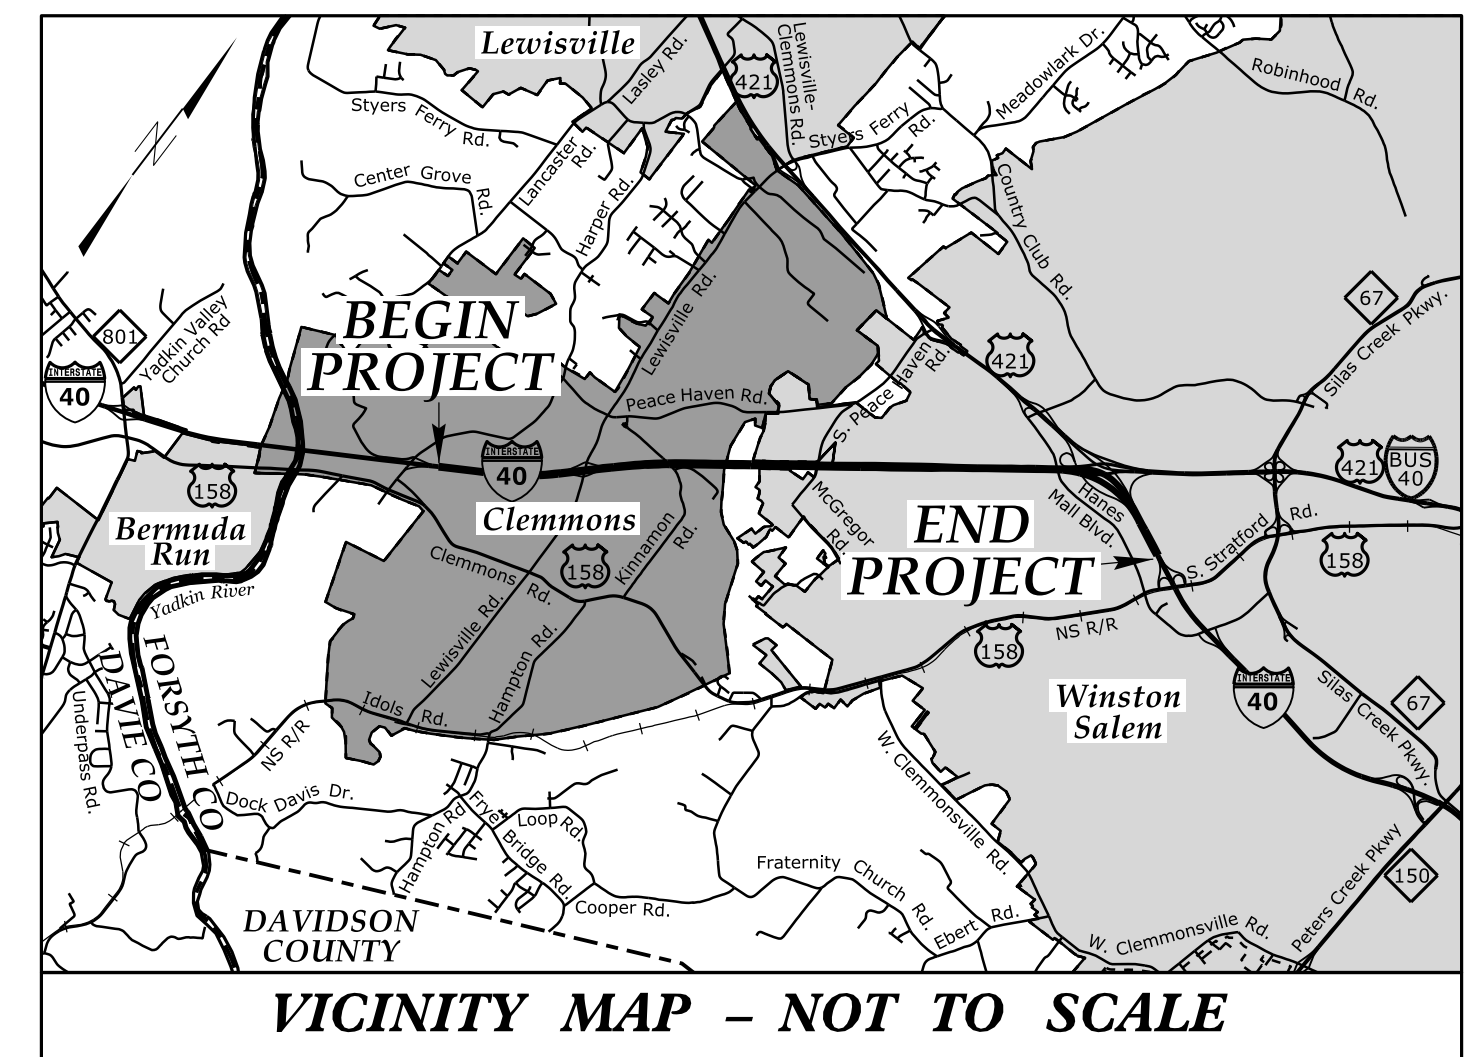 Lewisville
Lasley Rd.
421
Lewisville-
Clemmons Rd.
Styers Ferry Rd.
Meadowlark Dr.
Robinhood Rd.
Styers Ferry Rd.
Center Grove Rd.
Lancaster Rd.
Harper Rd.
Country Club Rd.
801
Yadkin Valley
Church Rd
INTERSTATE
40
BEGIN
PROJECT
Lewisville Rd.
Peace Haven Rd.
S. Peace Haven Rd.
421
67
Silas Creek Pkwy.
158
Bermuda
Run
INTERSTATE
40
Clemmons
158
Clemmons Rd.
Kinnamon Rd.
McGregor Rd.
END
PROJECT
Hanes
Mall Blvd.
421
BUS
40
S. Stratford Rd.
158
Yadkin River
Lewisville Rd.
Hampton Rd.
Idols Rd.
NS R/R
158
NS R/R
Winston
Salem
INTERSTATE
40
67
Silas Creek Pkwy.
FORSYTH CO
DAVIE CO
Underpass Rd.
Dock Davis Dr.
Hampton Rd
Frye Bridge Rd.
Loop Rd.
Cooper Rd.
W. Clemmonsville Rd.
Fraternity Church Rd.
Ebert Rd.
W. Clemmonsville Rd.
Peters Creek Pkwy
150
DAVIDSON
COUNTY
VICINITY MAP – NOT TO SCALE